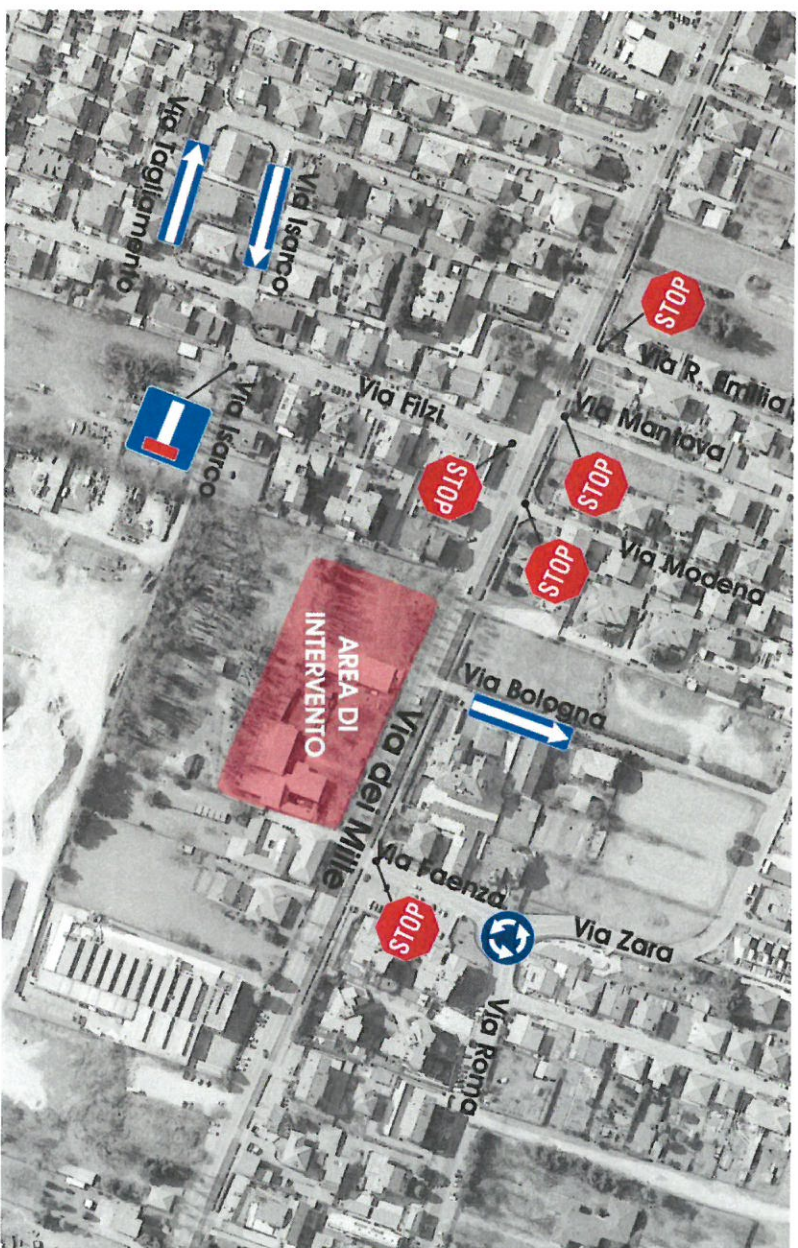 Via Tagliamento
Via Isarco
STOP
Via R. Emilia
Via Filzi
Via Mantova
Via Isarco
STOP
STOP
STOP
Via Modena
AREA DI
INTERVENTO
Via Bologna
Via dei Mille
Via Faenza
STOP
Via Zara
Via Roma